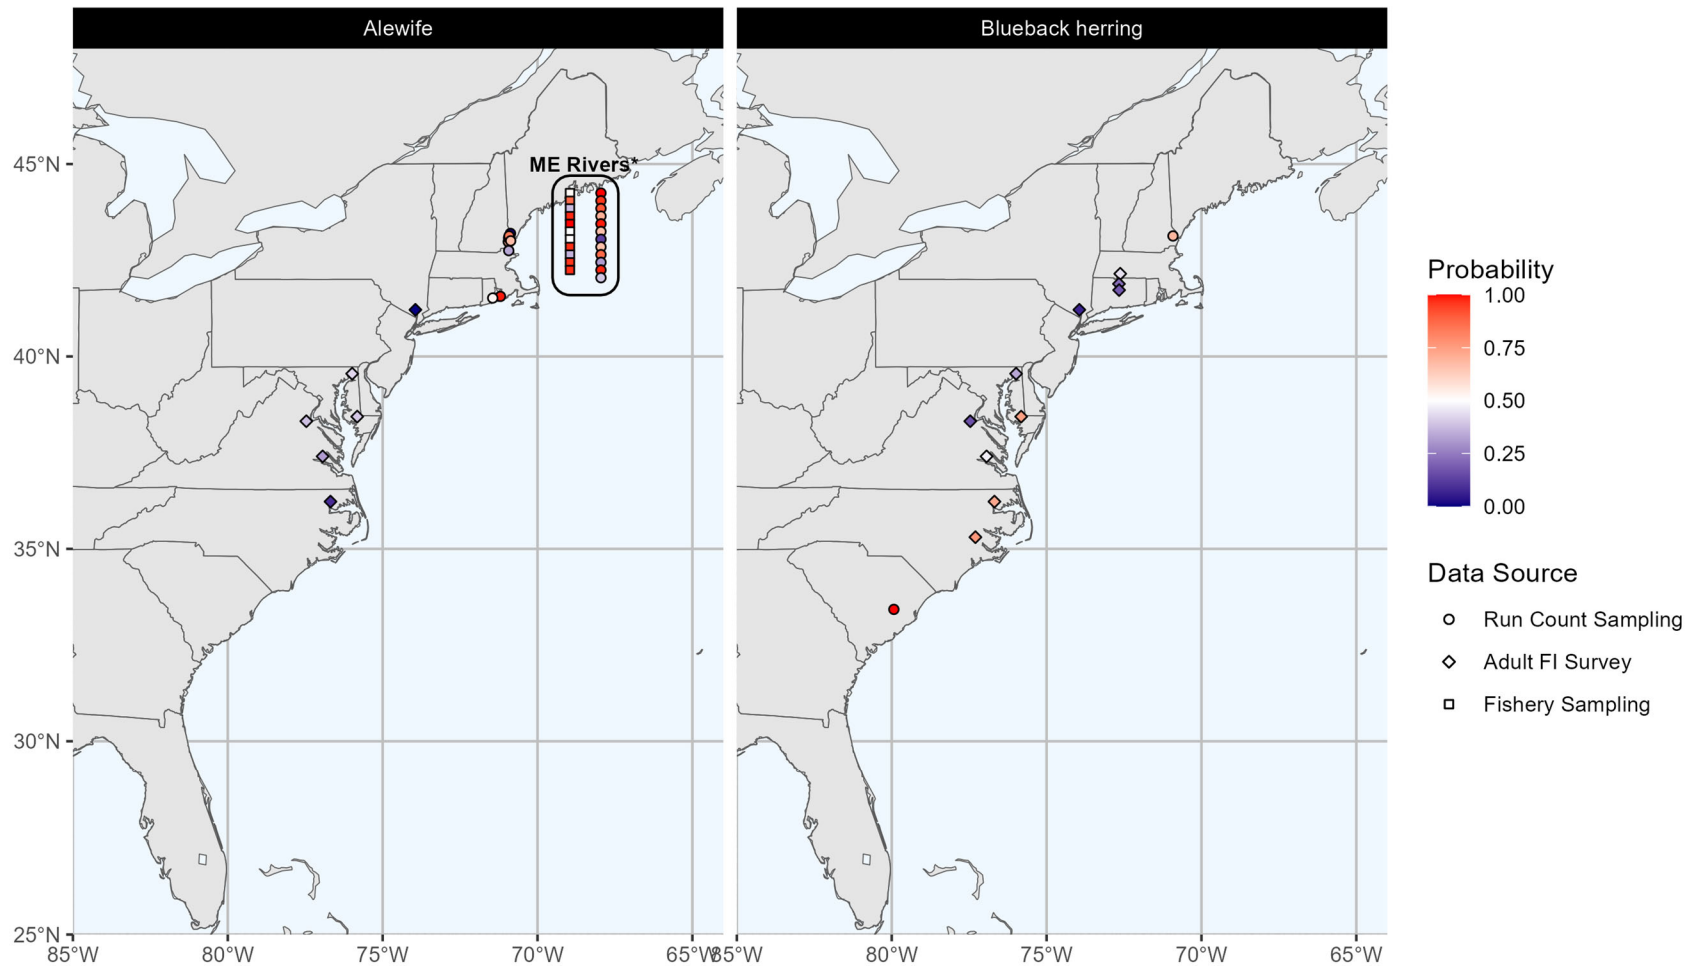 Alewife
Blueback herring
ME Rivers*
45°N
40°N
35°N
30°N
25°N
85°W
80°W
75°W
70°W
65°W
85°W
80°W
75°W
70°W
65°W
Probability
1.00
0.75
0.50
0.25
0.00
Data Source
Run Count Sampling
Adult FI Survey
Fishery Sampling